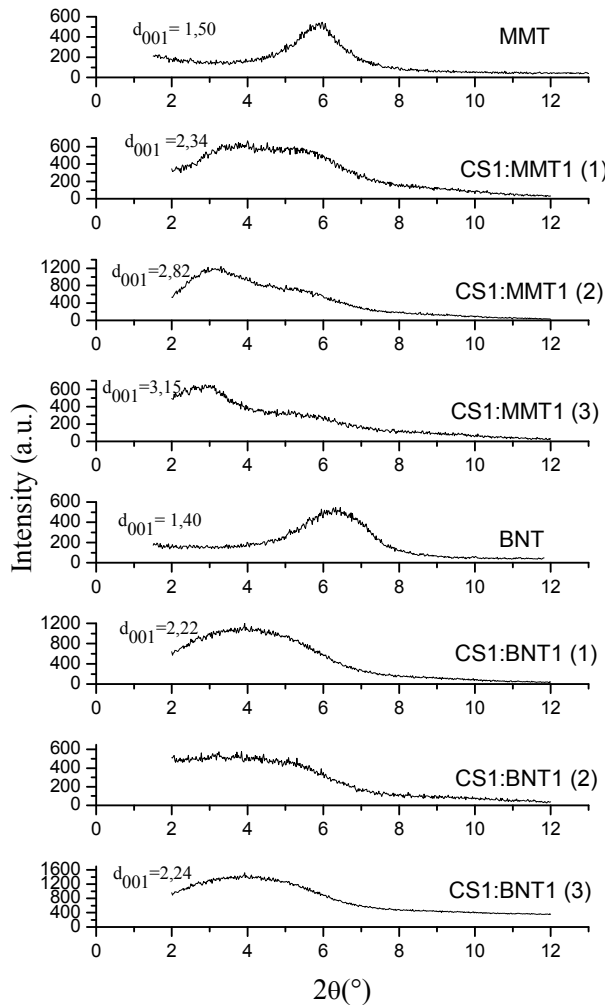 600
400
200
0
d001= 1,50
MMT
0 2 4 6 8 10 12
600
400
200
0
d001=2,34
CS1:MMT1 (1)
0 2 4 6 8 10 12
1200
800
400
0
d001=2,82
CS1:MMT1 (2)
0 2 4 6 8 10 12
600
400
200
0
d001=3,15
CS1:MMT1 (3)
0 2 4 6 8 10 12
Intensity (a.u.)
600
400
200
0
d001= 1,40
BNT
0 2 4 6 8 10 12
1200
800
400
0
d001=2,22
CS1:BNT1 (1)
0 2 4 6 8 10 12
600
400
200
0
CS1:BNT1 (2)
0 2 4 6 8 10 12
1600
1200
800
400
0
d001=2,24
CS1:BNT1 (3)
0 2 4 6 8 10 12
2θ(°)